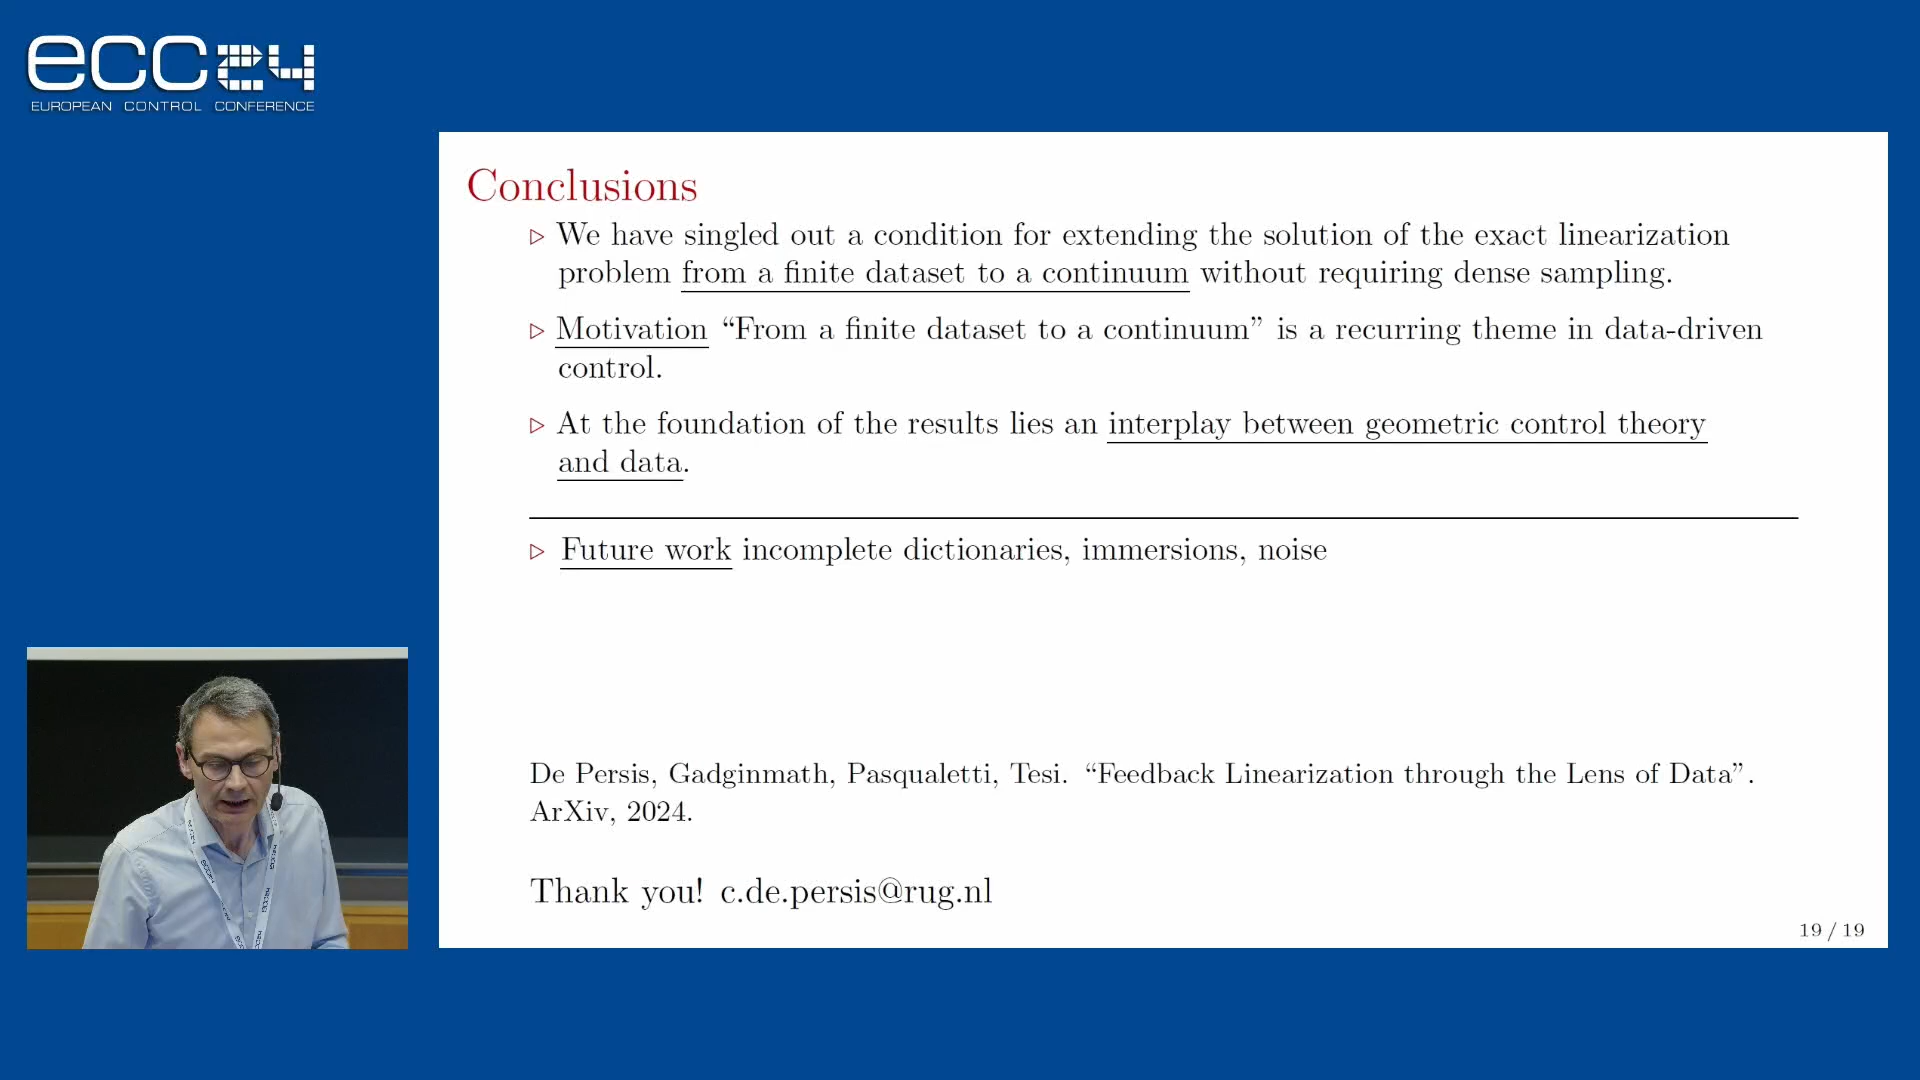 ecc24
EUROPEAN CONTROL CONFERENCE
Conclusions
▷ We have singled out a condition for extending the solution of the exact linearization
problem from a finite dataset to a continuum without requiring dense sampling.
▷ Motivation “From a finite dataset to a continuum” is a recurring theme in data-driven
control.
▷ At the foundation of the results lies an interplay between geometric control theory
and data.
▷ Future work incomplete dictionaries, immersions, noise
De Persis, Gadginmath, Pasqualetti, Tesi. “Feedback Linearization through the Lens of Data”.
ArXiv, 2024.
Thank you! c.de.persis@rug.nl
19 / 19